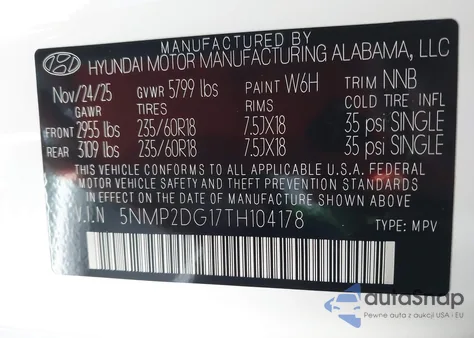 MANUFACTURED BY
HYUNDAI MOTOR MANUFACTURING ALABAMA, LLC
Nov/24/25 GVWR 5799 lbs PAINT W6H TRIM NNB
GAWR TIRES RIMS COLD TIRE INFL
FRONT 2955 lbs 235/60R18 7.5JX18 35 psi SINGLE
REAR 3109 lbs 235/60R18 7.5JX18 35 psi SINGLE
THIS VEHICLE CONFORMS TO ALL APPLICABLE U.S.A. FEDERAL
MOTOR VEHICLE SAFETY AND THEFT PREVENTION STANDARDS
IN EFFECT ON THE DATE OF MANUFACTURE SHOWN ABOVE.
V.I.N 5NMP2DG17TH104178 TYPE: MPV
autoSnap
Pewne auta z aukcji USA i EU